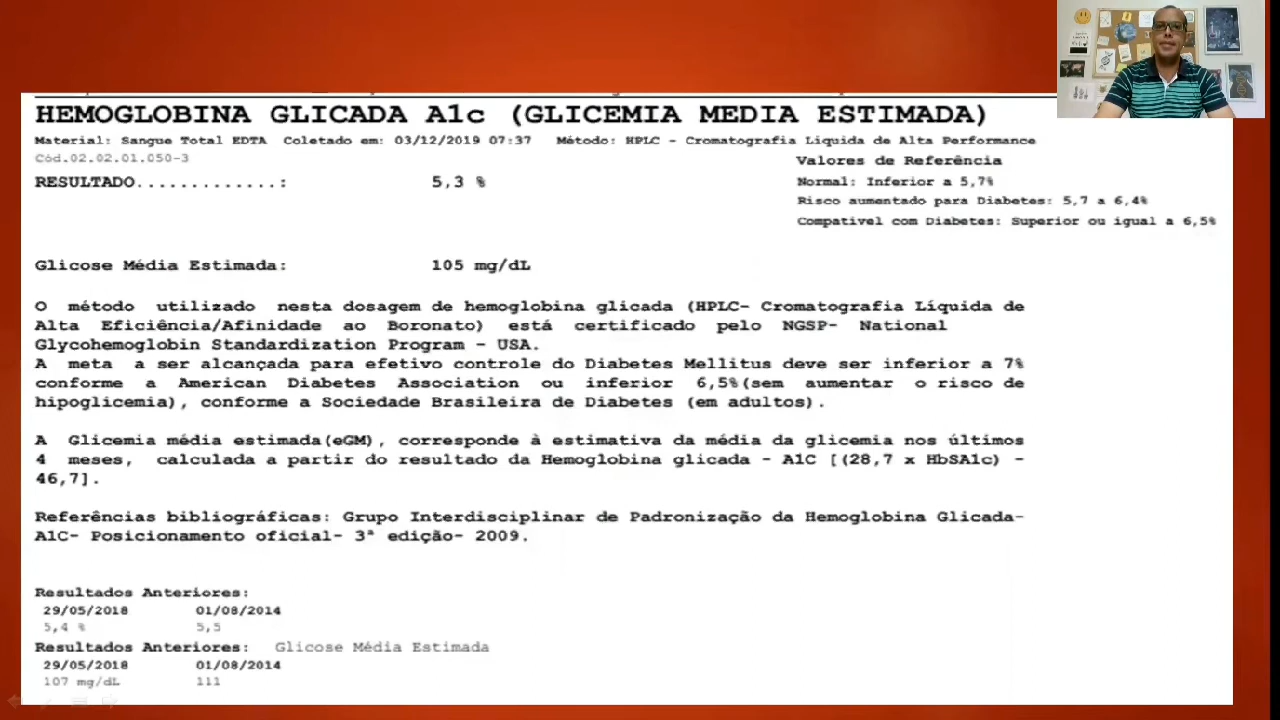 HEMOGLOBINA GLICADA A1c (GLICEMIA MEDIA ESTIMADA)
Material: Sangue Total EDTA Coletado em: 03/12/2019 07:37 Método: HPLC - Cromatografia Liquida de Alta Performance
Cód.02.02.01.050-3
Valores de Referência
RESULTADO.............: 5,3 %
Normal: Inferior a 5,7%
Risco aumentado para Diabetes: 5,7 a 6,4%
Compativel com Diabetes: Superior ou igual a 6,5%
Glicose Média Estimada: 105 mg/dL
O método utilizado nesta dosagem de hemoglobina glicada (HPLC- Cromatografia Líquida de
Alta Eficiência/Afinidade ao Boronato) está certificado pelo NGSP- National
Glycohemoglobin Standardization Program - USA.
A meta a ser alcançada para efetivo controle do Diabetes Mellitus deve ser inferior a 7%
conforme a American Diabetes Association ou inferior 6,5%(sem aumentar o risco de
hipoglicemia), conforme a Sociedade Brasileira de Diabetes (em adultos).
A Glicemia média estimada(eGM), corresponde à estimativa da média da glicemia nos últimos
4 meses, calculada a partir do resultado da Hemoglobina glicada - A1C [(28,7 x HbSA1c) -
46,7].
Referências bibliográficas: Grupo Interdisciplinar de Padronização da Hemoglobina Glicada-
A1C- Posicionamento oficial- 3ª edição- 2009.
Resultados Anteriores:
29/05/2018 01/08/2014
5,4 % 5,5
Resultados Anteriores: Glicose Média Estimada
29/05/2018 01/08/2014
107 mg/dL 111